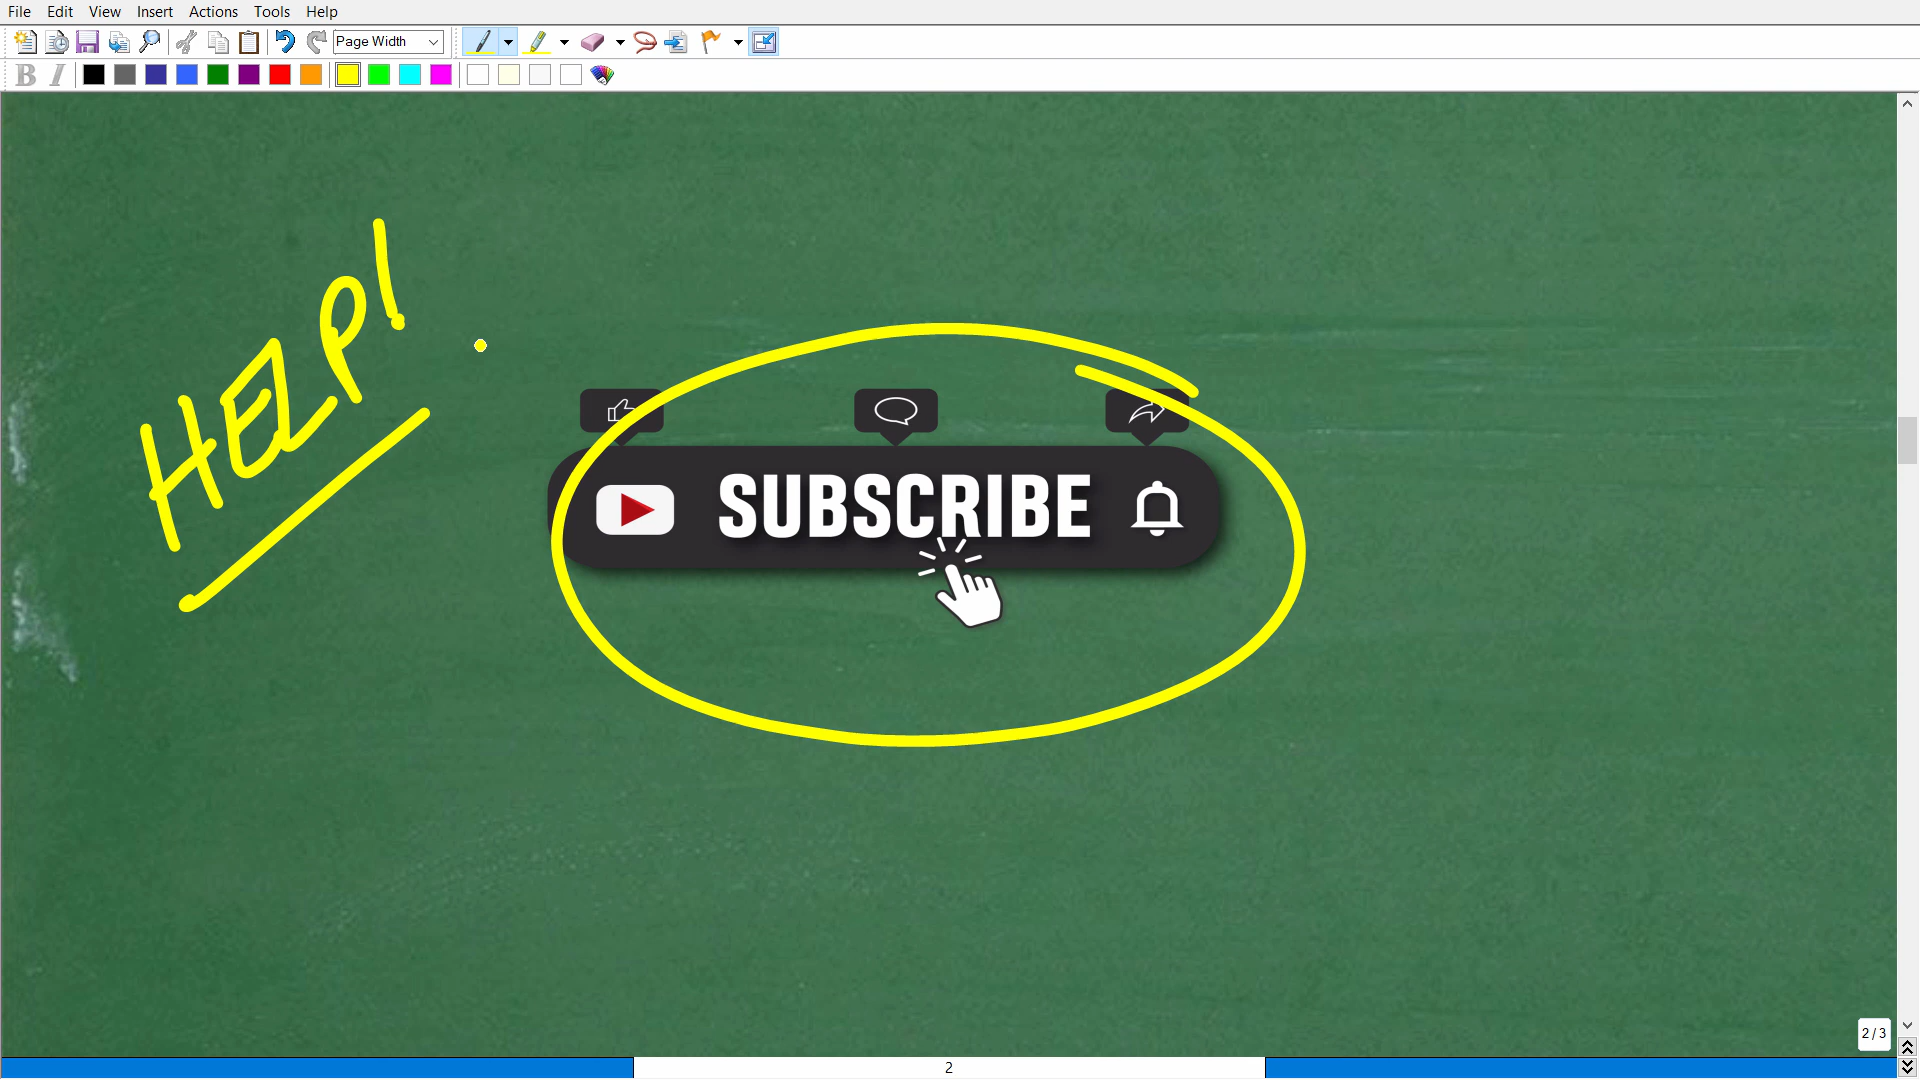 File Edit View Insert Actions Tools Help
Page Width
B I
HELP!
SUBSCRIBE
2 / 3
2